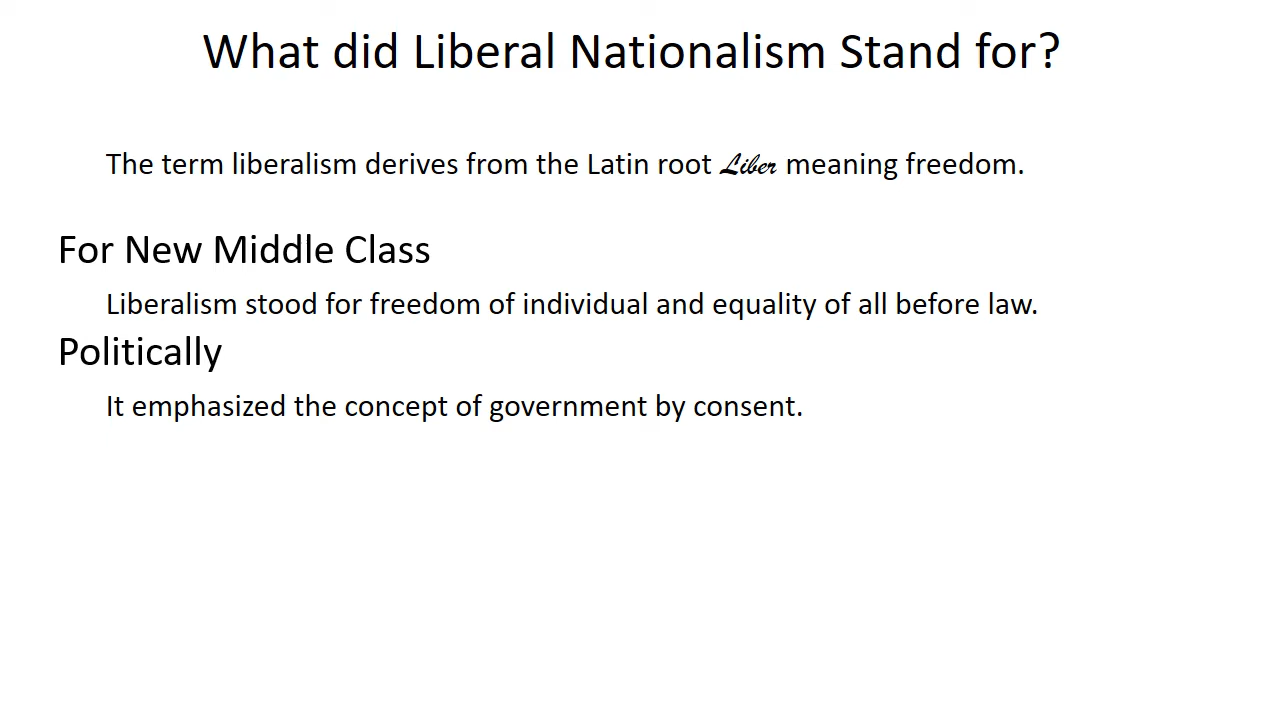 What did Liberal Nationalism Stand for?
The term liberalism derives from the Latin root Liber meaning freedom.
For New Middle Class
Liberalism stood for freedom of individual and equality of all before law.
Politically
It emphasized the concept of government by consent.